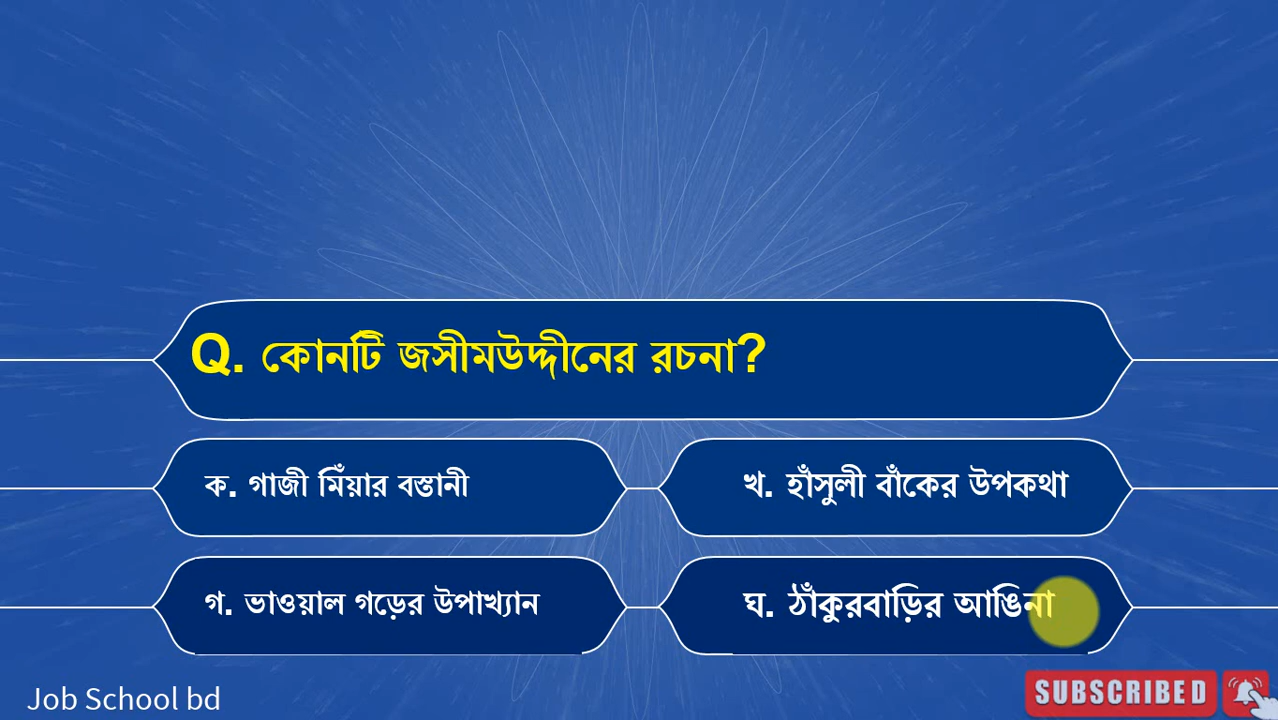 Q. কোনটি জসীমউদ্দীনের রচনা?
ক. গাজী মিঁয়ার বস্তানী
খ. হাঁসুলী বাঁকের উপকথা
গ. ভাওয়াল গড়ের উপাখ্যান
ঘ. ঠাঁকুরবাড়ির আঙিনা
Job School bd
SUBSCRIBED